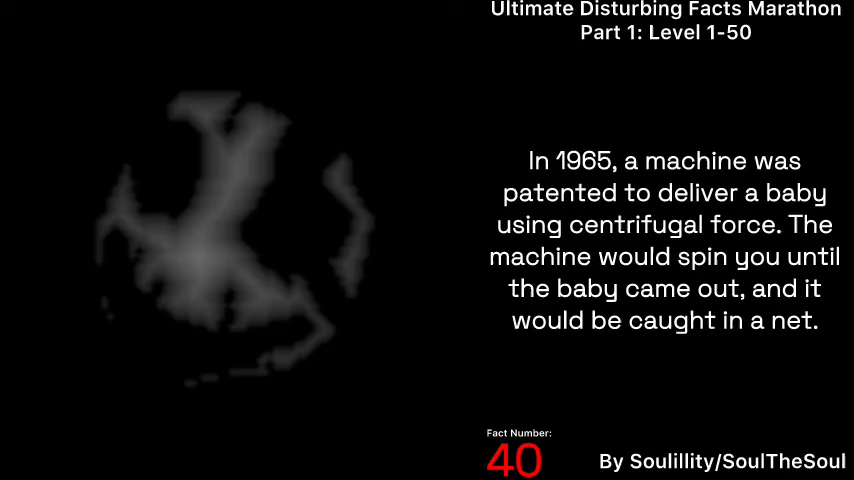 Ultimate Disturbing Facts Marathon
Part 1: Level 1-50
In 1965, a machine was
patented to deliver a baby
using centrifugal force. The
machine would spin you until
the baby came out, and it
would be caught in a net.
Fact Number:
40
By Soulillity/SoulTheSoul